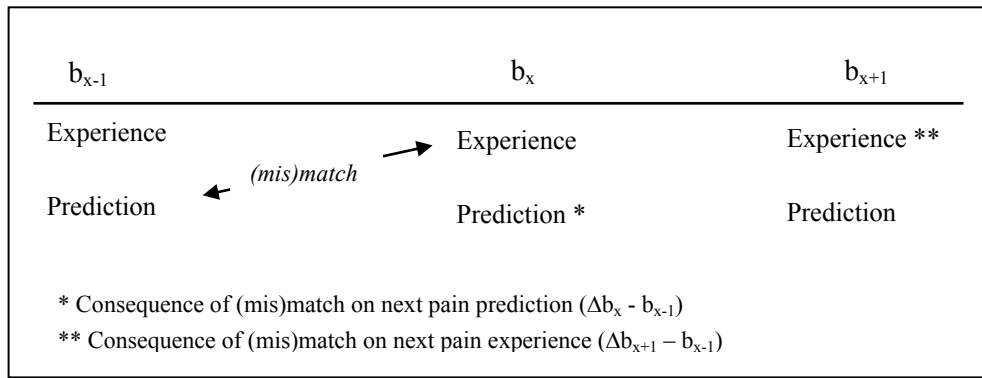 b_{x-1} b_x b_{x+1}
Experience Experience Experience **
(mis)match
Prediction Prediction * Prediction
* Consequence of (mis)match on next pain prediction (Δb_x - b_{x-1})
** Consequence of (mis)match on next pain experience (Δb_{x+1} – b_{x-1})